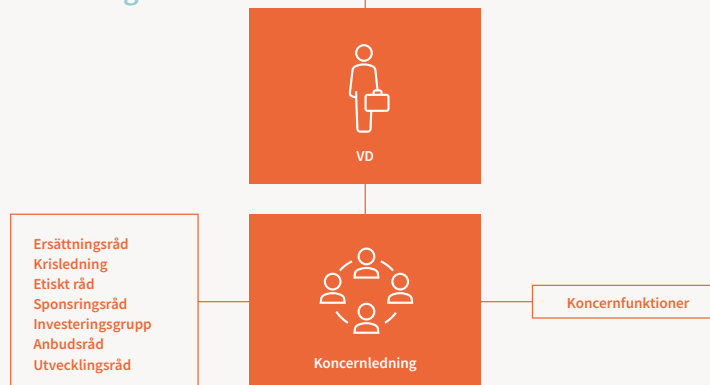 VD
Ersättningsråd
Krisledning
Etiskt råd
Sponsringsråd
Investeringsgrupp
Anbudsråd
Utvecklingsråd
Koncernledning
Koncernfunktioner